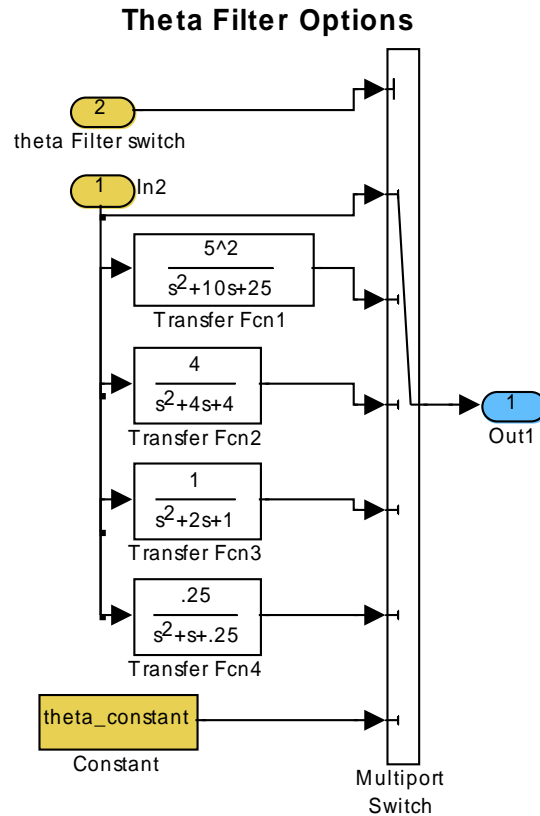 Theta Filter Options
2
theta Filter switch
1
In2
5^2
s²+10s+25
Transfer Fcn1
4
s²+4s+4
Transfer Fcn2
1
s²+2s+1
Transfer Fcn3
.25
s²+s+.25
Transfer Fcn4
theta_constant
Constant
Multiport
Switch
1
Out1